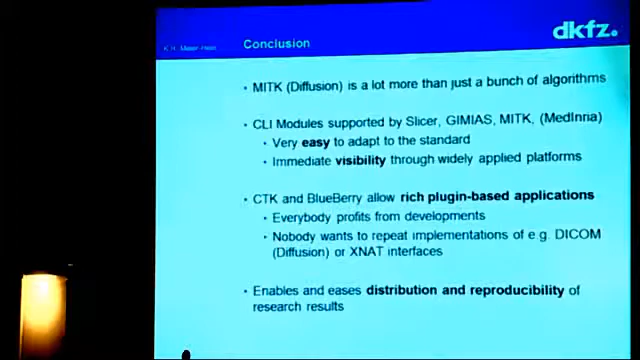 dkfz.
K.H. Maier-Hein
Conclusion
• MITK (Diffusion) is a lot more than just a bunch of algorithms
• CLI Modules supported by Slicer, GIMIAS, MITK, (MedInria)
• Very easy to adapt to the standard
• Immediate visibility through widely applied platforms
• CTK and BlueBerry allow rich plugin-based applications
• Everybody profits from developments
• Nobody wants to repeat implementations of e.g. DICOM
(Diffusion) or XNAT interfaces
• Enables and eases distribution and reproducibility of
research results